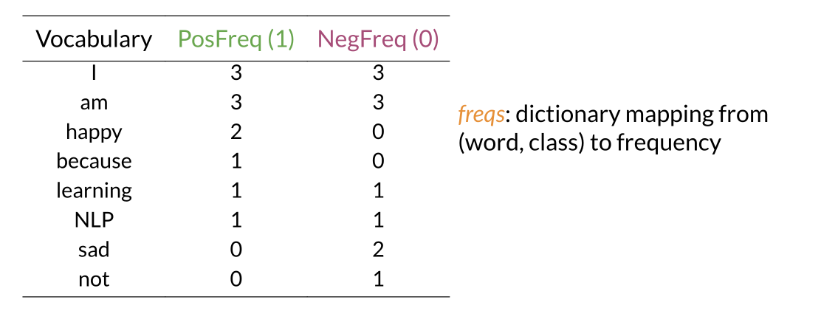 Vocabulary PosFreq (1) NegFreq (0)
I 3 3
am 3 3
happy 2 0
because 1 0
learning 1 1
NLP 1 1
sad 0 2
not 0 1
freqs: dictionary mapping from
(word, class) to frequency